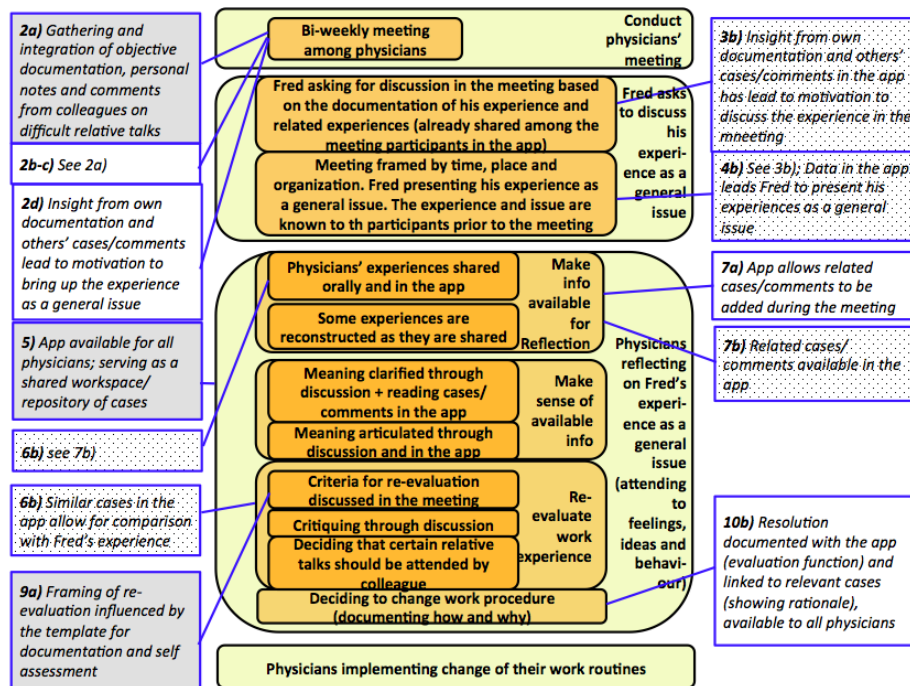 2a) Gathering and
integration of objective
documentation, personal
notes and comments
from colleagues on
difficult relative talks
2b-c) See 2a)
2d) Insight from own
documentation and
others' cases/comments
lead to motivation to
bring up the experience
as a general issue
5) App available for all
physicians; serving as a
shared workspace/
repository of cases
6b) see 7b)
6b) Similar cases in the
app allow for comparison
with Fred's experience
9a) Framing of re-
evaluation influenced by
the template for
documentation and self
assessment
Bi-weekly meeting
among physicians
Conduct
physicians'
meeting
Fred asking for discussion in the meeting based
on the documentation of his experience and
related experiences (already shared among the
meeting participants in the app)
Meeting framed by time, place and
organization. Fred presenting his experience as
a general issue. The experience and issue are
known to th participants prior to the meeting
Fred asks
to discuss
his
experi-
ence as a
general
issue
Physicians' experiences shared
orally and in the app
Some experiences are
reconstructed as they are shared
Make
info
available
for
Reflection
Meaning clarified through
discussion + reading cases/
comments in the app
Meaning articulated through
discussion and in the app
Make
sense of
available
info
Criteria for re-evaluation
discussed in the meeting
Critiquing through discussion
Deciding that certain relative
talks should be attended by
colleague
Re-
evaluate
work
experience
Deciding to change work procedure
(documenting how and why)
Physicians
reflecting
on Fred's
experi-
ence as a
general
issue
(attending
to
feelings,
ideas and
behavi-
our)
Physicians implementing change of their work routines
3b) Insight from own
documentation and others'
cases/comments in the app
has lead to motivation to
discuss the experience in the
mneeting
4b) See 3b); Data in the app
leads Fred to present his
experiences as a general
issue
7a) App allows related
cases/comments to be
added during the meeting
7b) Related cases/
comments available in the
app
10b) Resolution
documented with the app
(evaluation function) and
linked to relevant cases
(showing rationale),
available to all physicians